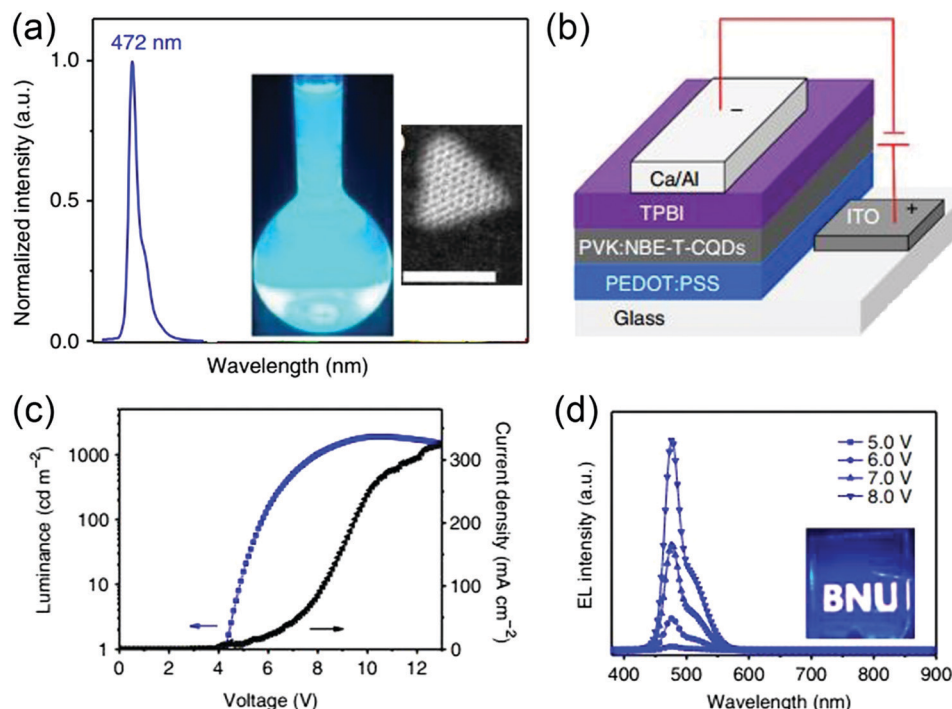 (a)
472 nm
Normalized intensity (a.u.)
1.0
0.5
0.0
Wavelength (nm)
(b)
−
Ca/Al
TPBI
ITO
+
PVK:NBE-T-CQDs
PEDOT:PSS
Glass
(c)
Luminance (cd m−2)
1000
100
10
1
Current density (mA cm−2)
300
200
100
0
0 2 4 6 8 10 12
Voltage (V)
(d)
EL intensity (a.u.)
5.0 V
6.0 V
7.0 V
8.0 V
BNU
400 500 600 700 800 900
Wavelength (nm)